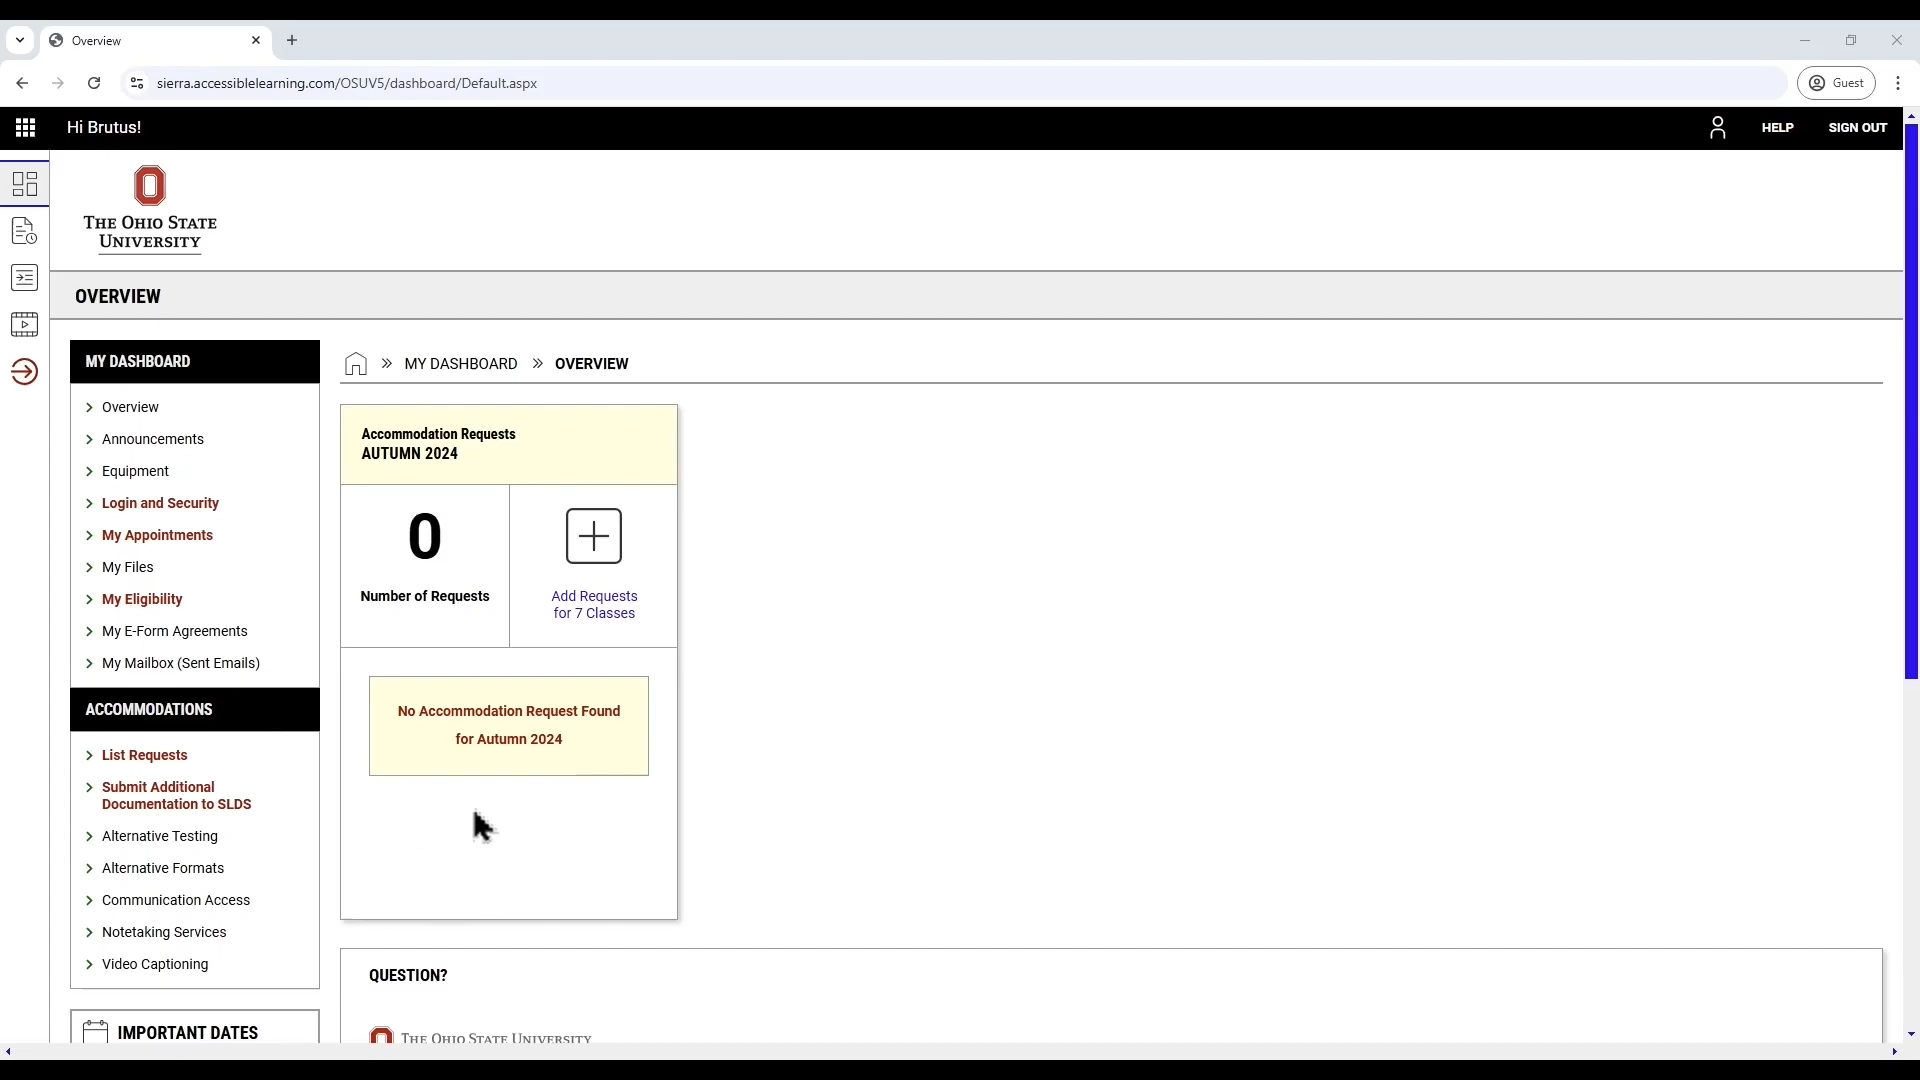 Overview
sierra.accessiblelearning.com/OSUV5/dashboard/Default.aspx
Guest
Hi Brutus!
HELP
SIGN OUT
THE OHIO STATE
UNIVERSITY
OVERVIEW
MY DASHBOARD
Overview
Announcements
Equipment
Login and Security
My Appointments
My Files
My Eligibility
My E-Form Agreements
My Mailbox (Sent Emails)
ACCOMMODATIONS
List Requests
Submit Additional
Documentation to SLDS
Alternative Testing
Alternative Formats
Communication Access
Notetaking Services
Video Captioning
IMPORTANT DATES
MY DASHBOARD » OVERVIEW
Accommodation Requests
AUTUMN 2024
0
Number of Requests
Add Requests
for 7 Classes
No Accommodation Request Found
for Autumn 2024
QUESTION?
THE OHIO STATE UNIVERSITY